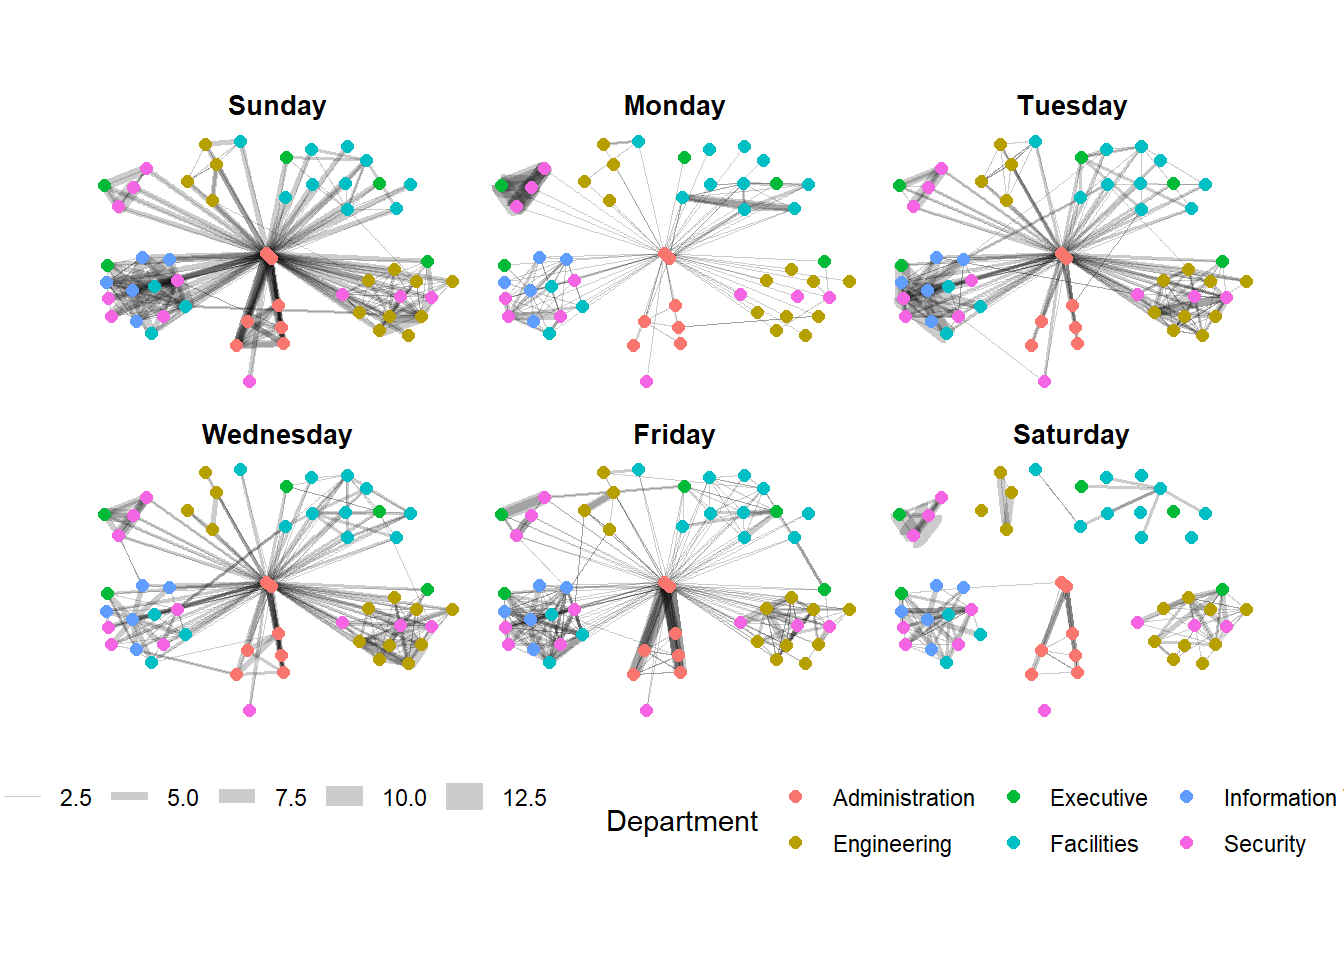 Sunday Monday Tuesday
Wednesday Friday Saturday
2.5 5.0 7.5 10.0 12.5
Department
Administration Executive Information
Engineering Facilities Security